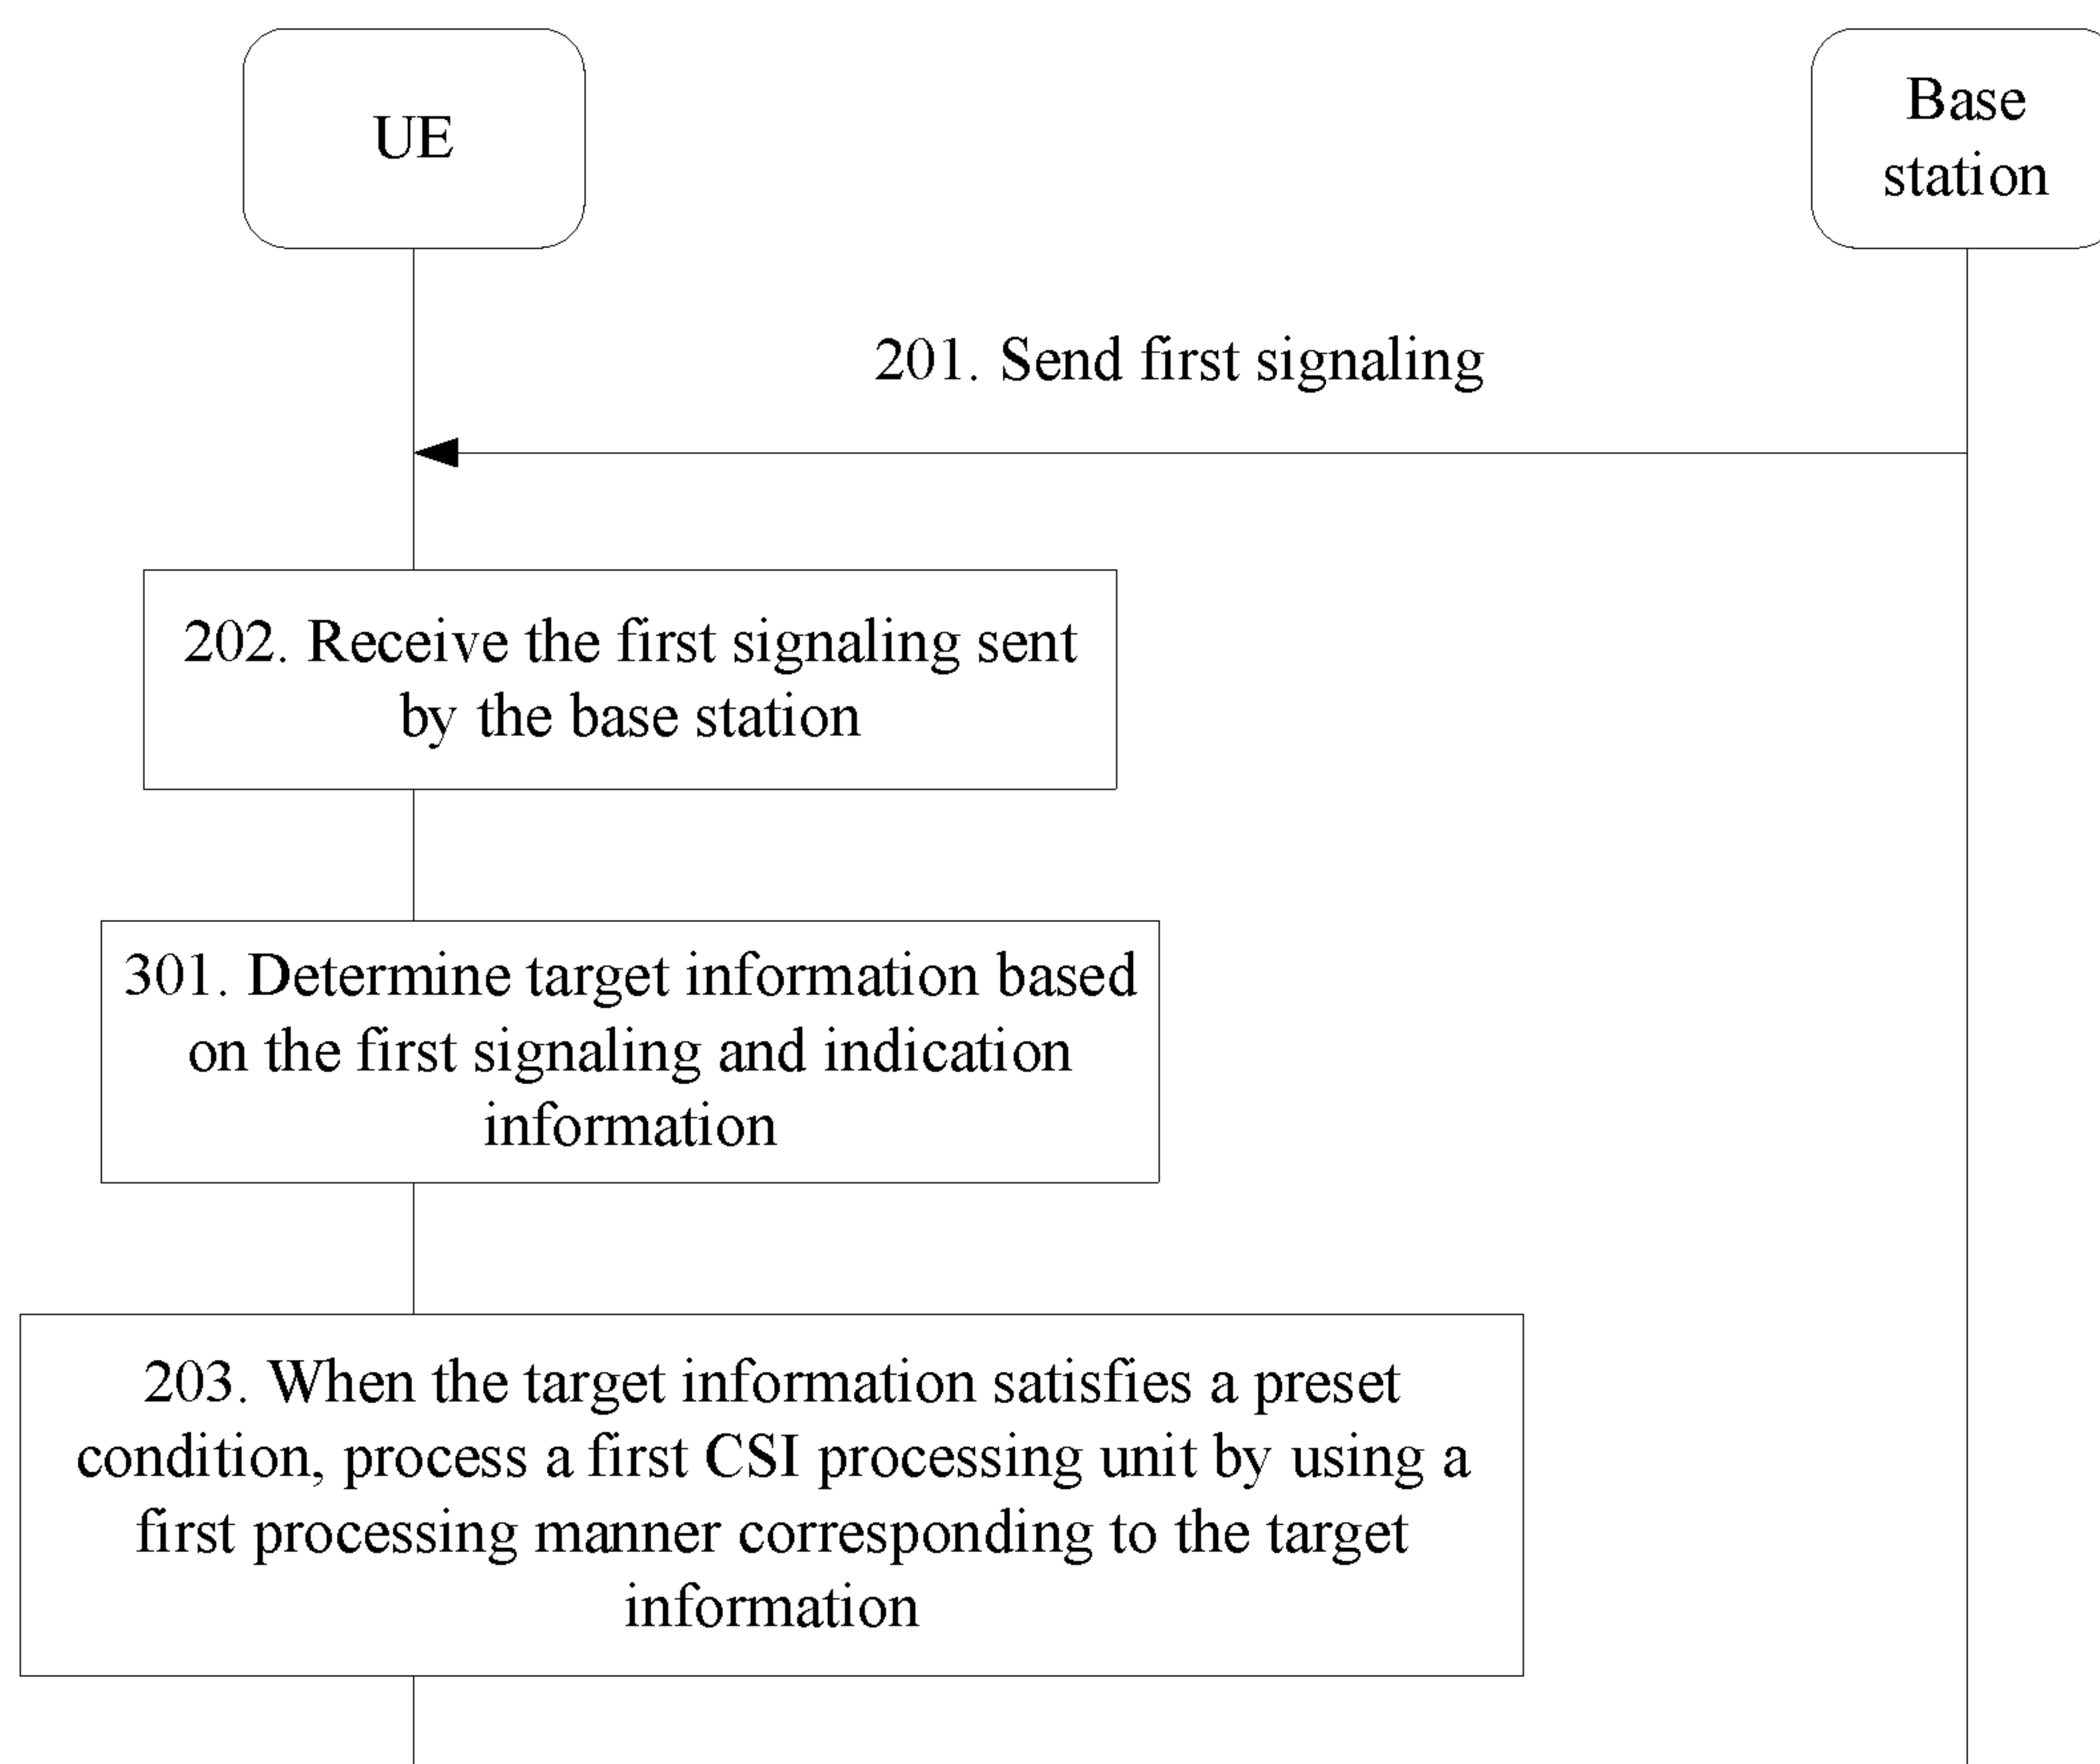 UE
Base
station
201. Send first signaling
202. Receive the first signaling sent
by the base station
301. Determine target information based
on the first signaling and indication
information
203. When the target information satisfies a preset
condition, process a first CSI processing unit by using a
first processing manner corresponding to the target
information